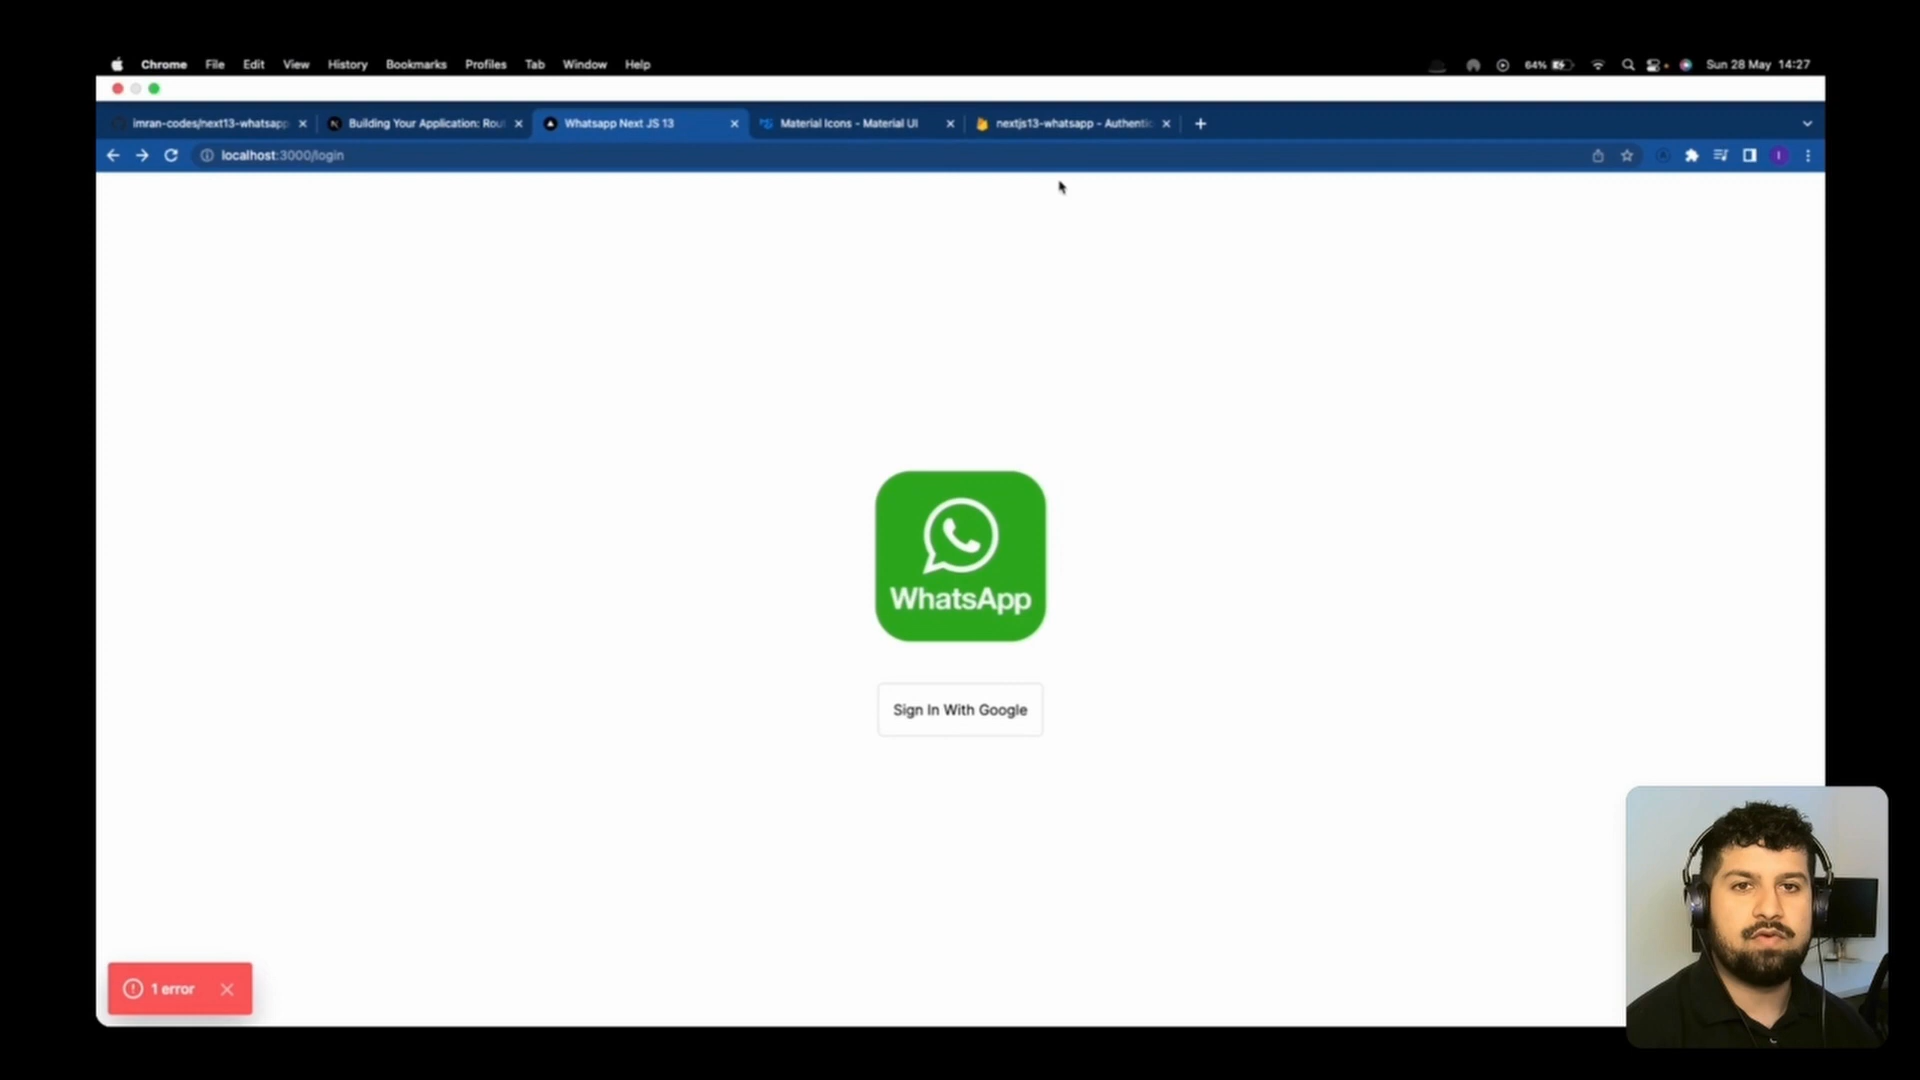 Chrome File Edit View History Bookmarks Profiles Tab Window Help
64% Sun 28 May 14:27
imran-codes/next13-whatsapp
Building Your Application: Rou
Whatsapp Next JS 13
Material Icons - Material UI
nextjs13-whatsapp - Authentic
localhost:3000/login
I
WhatsApp
Sign In With Google
1 error